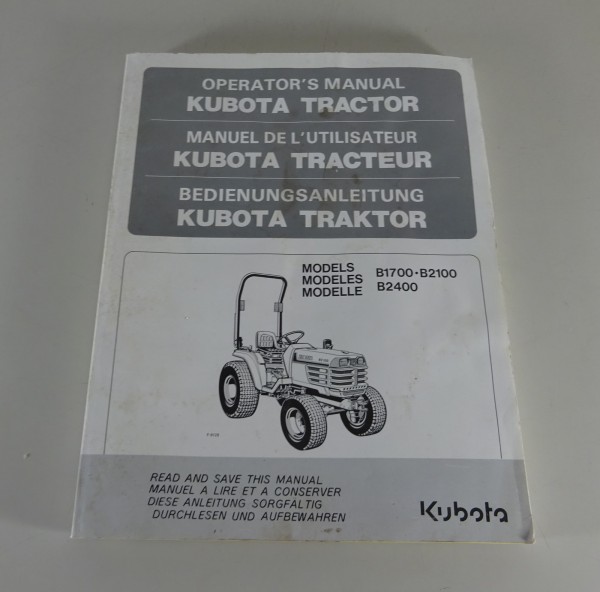 OPERATOR'S MANUAL
KUBOTA TRACTOR
MANUEL DE L'UTILISATEUR
KUBOTA TRACTEUR
BEDIENUNGSANLEITUNG
KUBOTA TRAKTOR
MODELS B1700·B2100
MODELES B2400
MODELLE
READ AND SAVE THIS MANUAL
MANUEL A LIRE ET A CONSERVER
DIESE ANLEITUNG SORGFALTIG
DURCHLESEN UND AUFBEWAHREN
Kubota